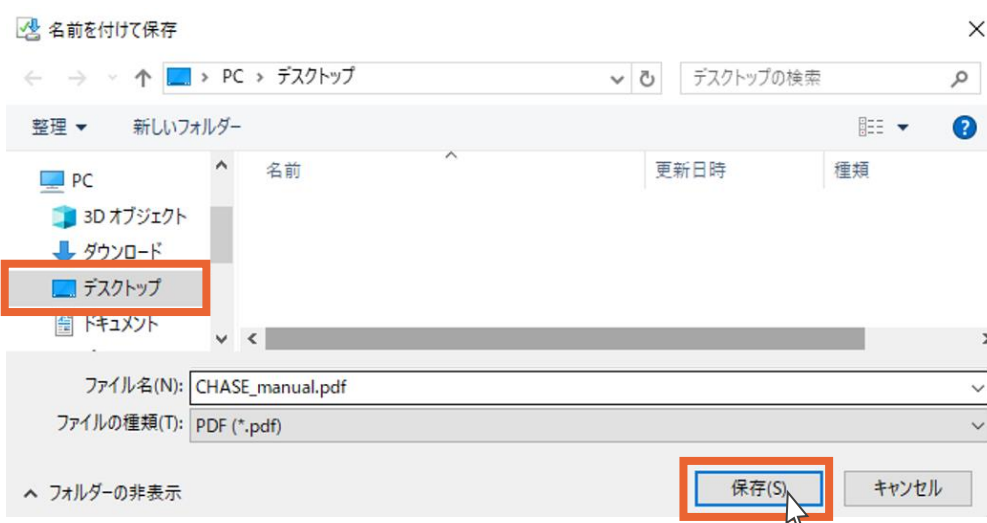 名前を付けて保存
PC › デスクトップ
デスクトップの検索
整理
新しいフォルダー
名前
更新日時
種類
PC
3D オブジェクト
ダウンロード
デスクトップ
ドキュメント
ファイル名(N): CHASE_manual.pdf
ファイルの種類(T): PDF (*.pdf)
フォルダーの非表示
保存(S)
キャンセル